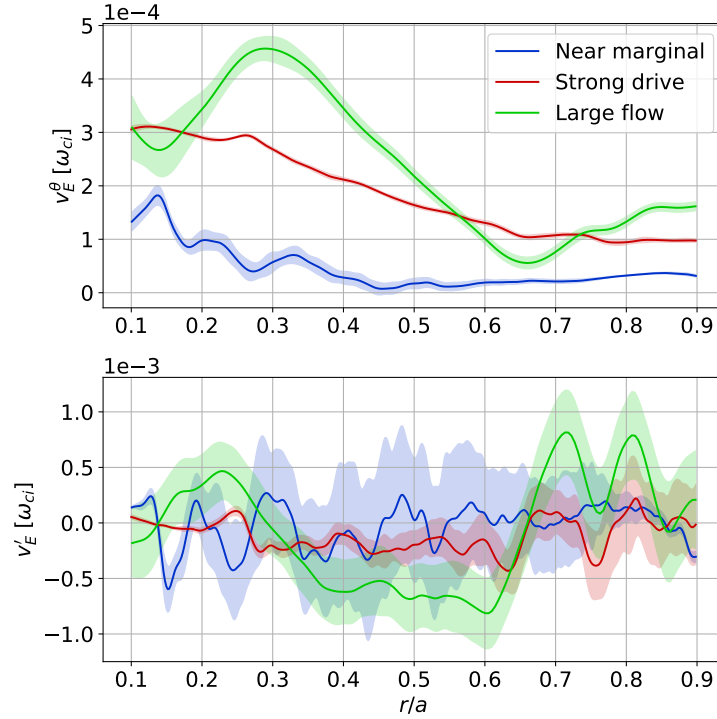 1e−4
5
4
3
2
1
0
v_E^θ [ω_ci]
Near marginal
Strong drive
Large flow
0.1 0.2 0.3 0.4 0.5 0.6 0.7 0.8 0.9
1e−3
1.0
0.5
0.0
−0.5
−1.0
v′_E [ω_ci]
0.1 0.2 0.3 0.4 0.5 0.6 0.7 0.8 0.9
r/a